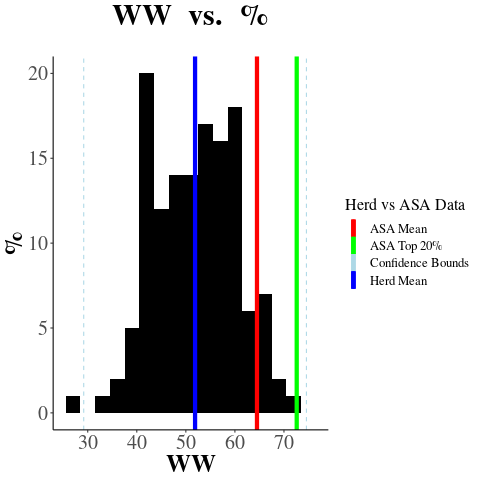 WW vs. %
%
20
15
10
5
0
30 40 50 60 70
WW
Herd vs ASA Data
ASA Mean
ASA Top 20%
Confidence Bounds
Herd Mean